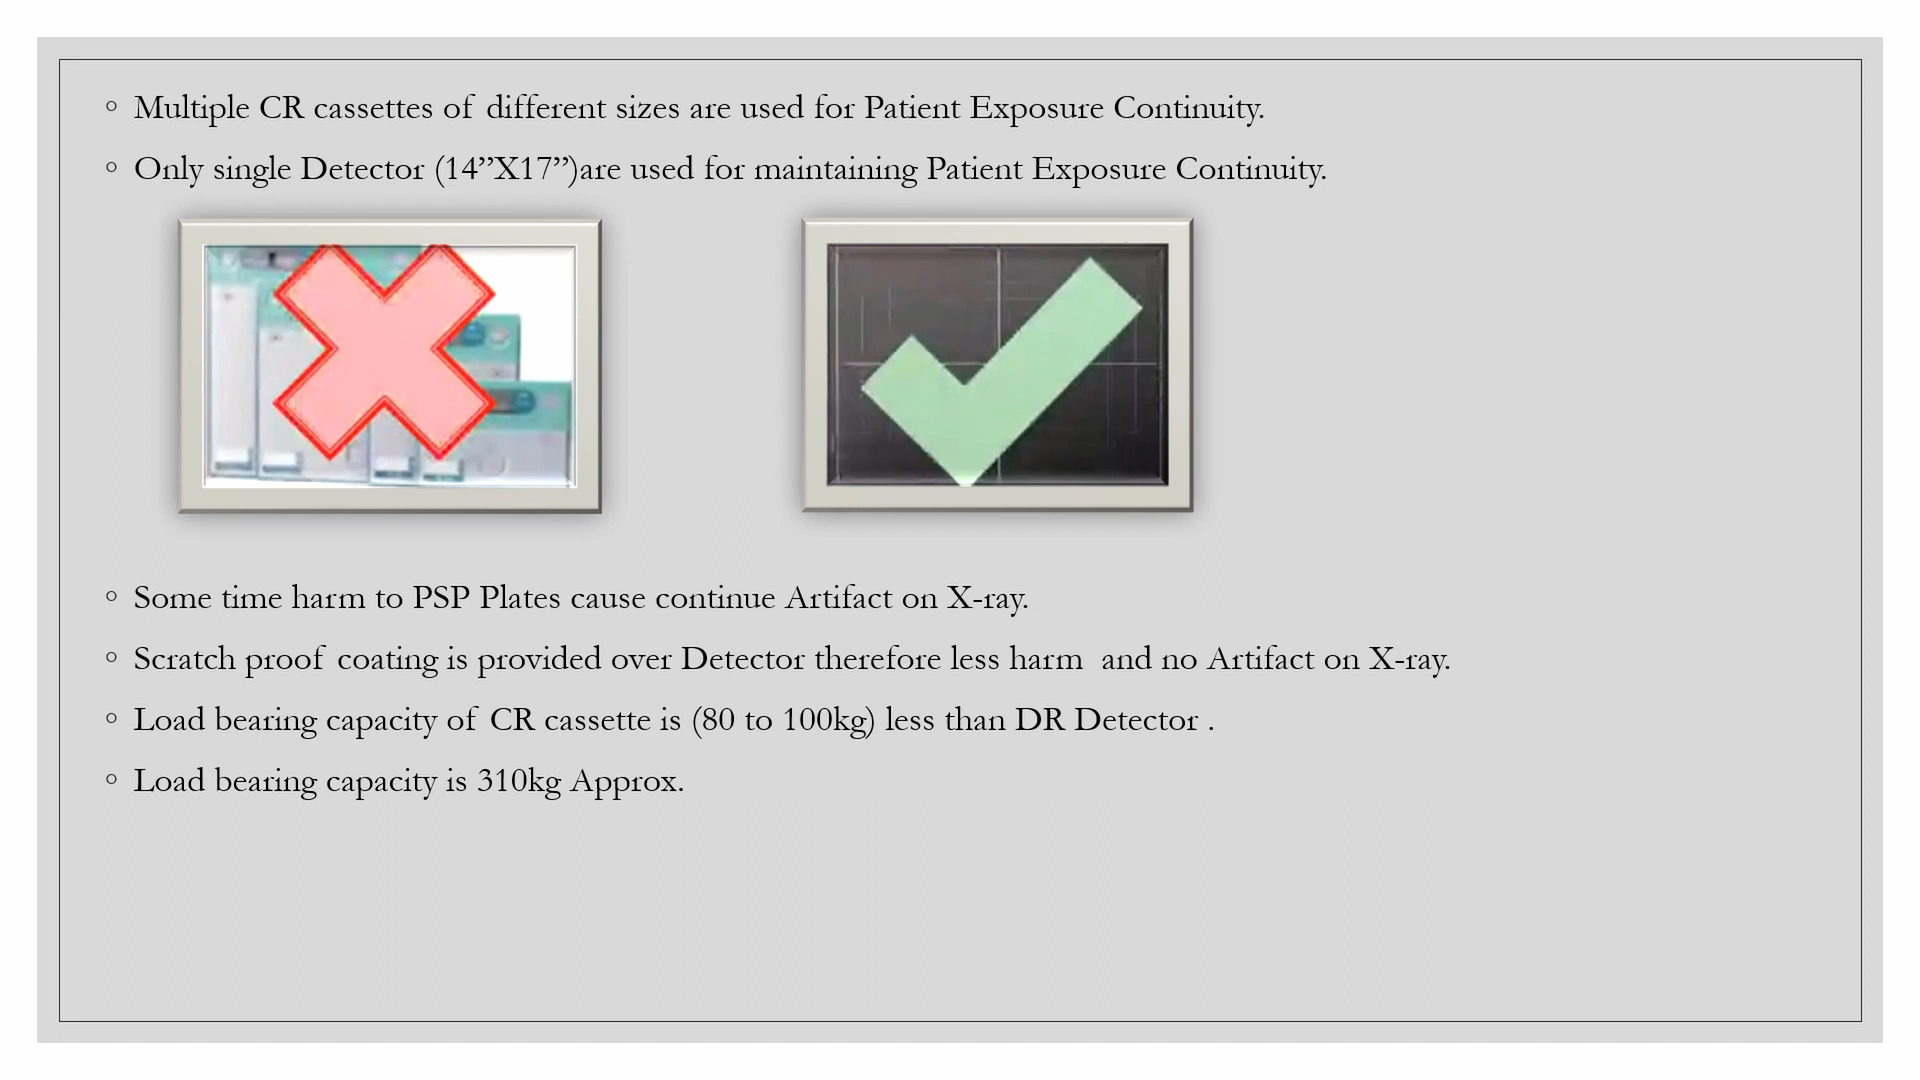 Multiple CR cassettes of different sizes are used for Patient Exposure Continuity.
Only single Detector (14”X17”)are used for maintaining Patient Exposure Continuity.
Some time harm to PSP Plates cause continue Artifact on X-ray.
Scratch proof coating is provided over Detector therefore less harm and no Artifact on X-ray.
Load bearing capacity of CR cassette is (80 to 100kg) less than DR Detector .
Load bearing capacity is 310kg Approx.